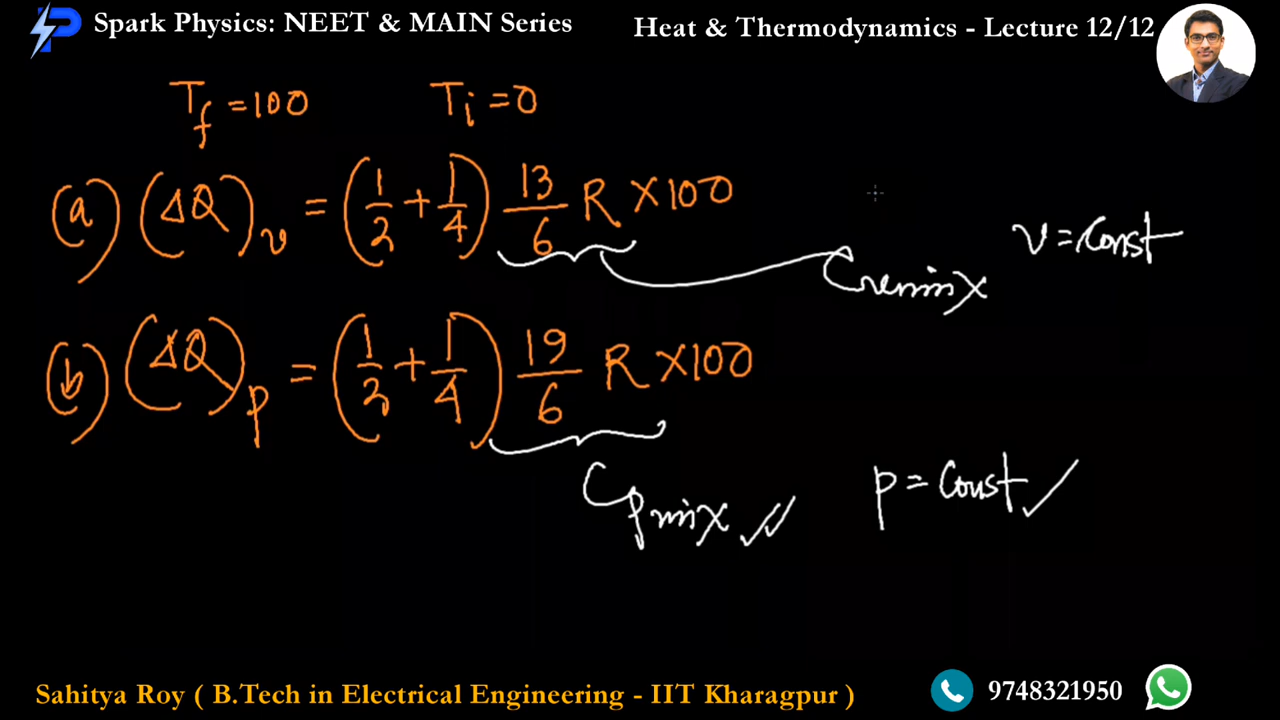 Spark Physics: NEET & MAIN Series
Heat & Thermodynamics - Lecture 12/12
T_f = 100 T_i = 0
(a) (ΔQ)_v = (1/2 + 1/4) 13/6 R × 100
v = Const
C_vmix
(b) (ΔQ)_p = (1/2 + 1/4) 19/6 R × 100
C_pmix
p = Const ✓
Sahitya Roy ( B.Tech in Electrical Engineering - IIT Kharagpur )
9748321950